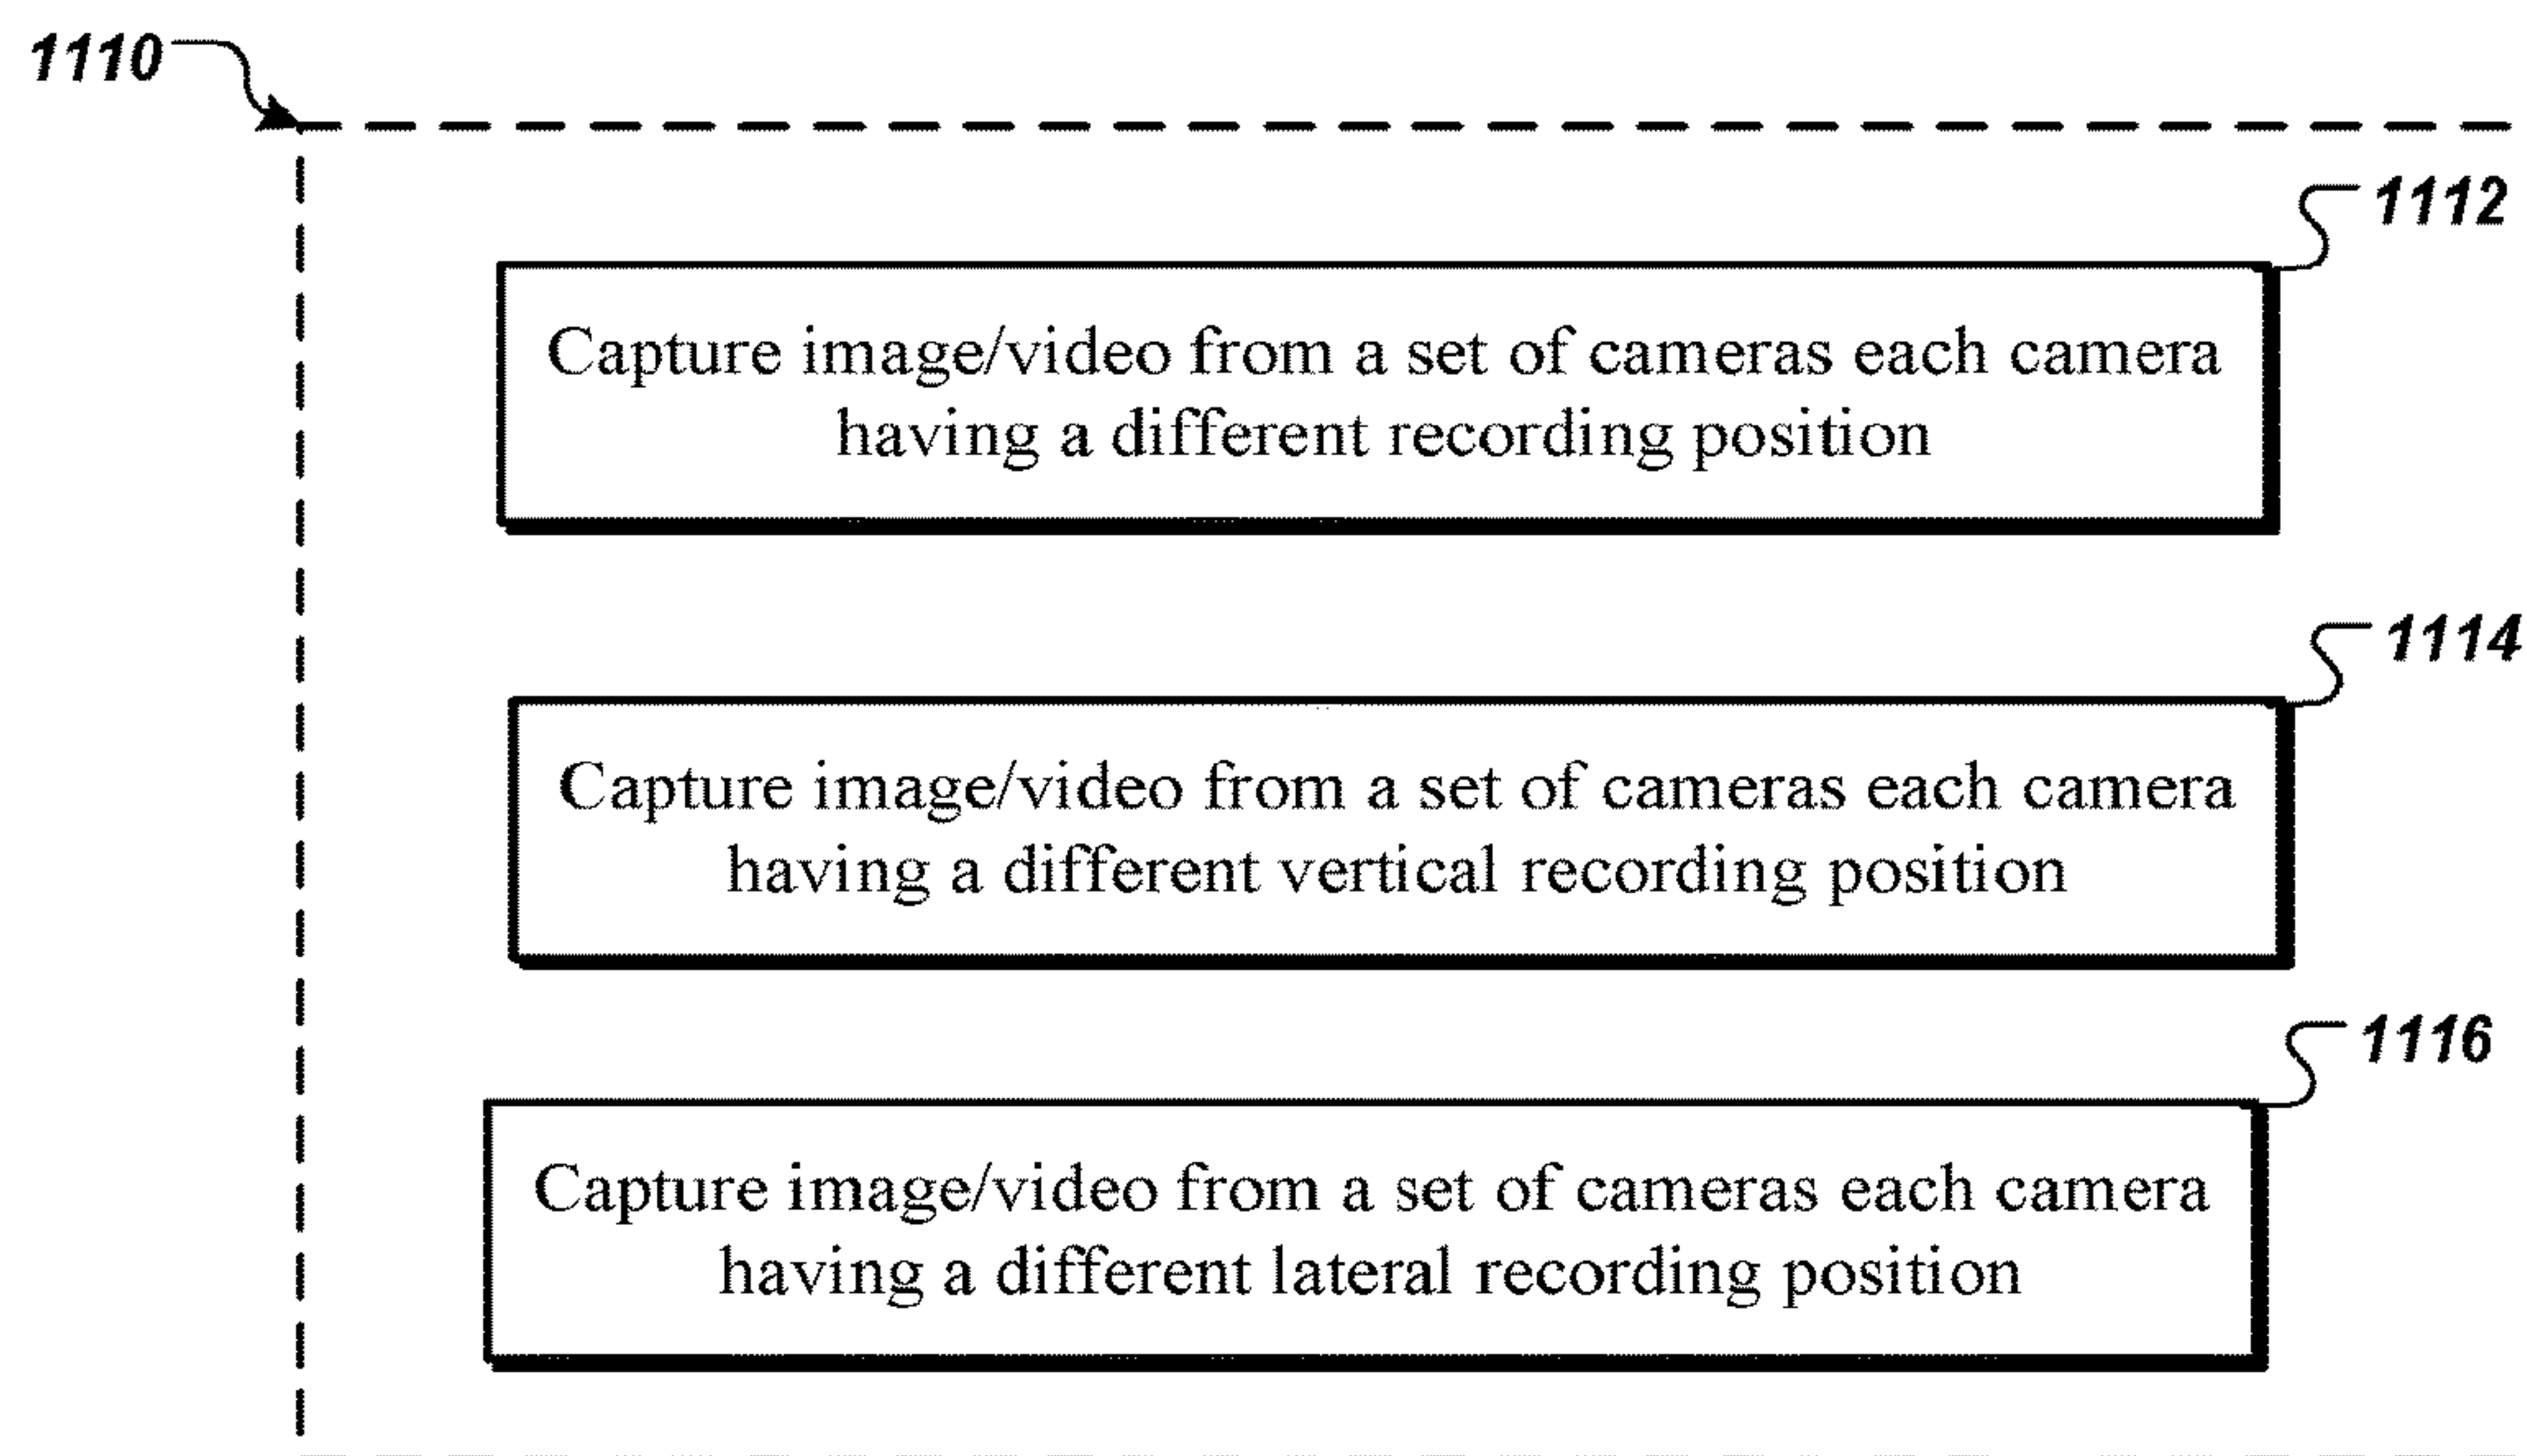 1110
1112
Capture image/video from a set of cameras each camera
having a different recording position
1114
Capture image/video from a set of cameras each camera
having a different vertical recording position
1116
Capture image/video from a set of cameras each camera
having a different lateral recording position